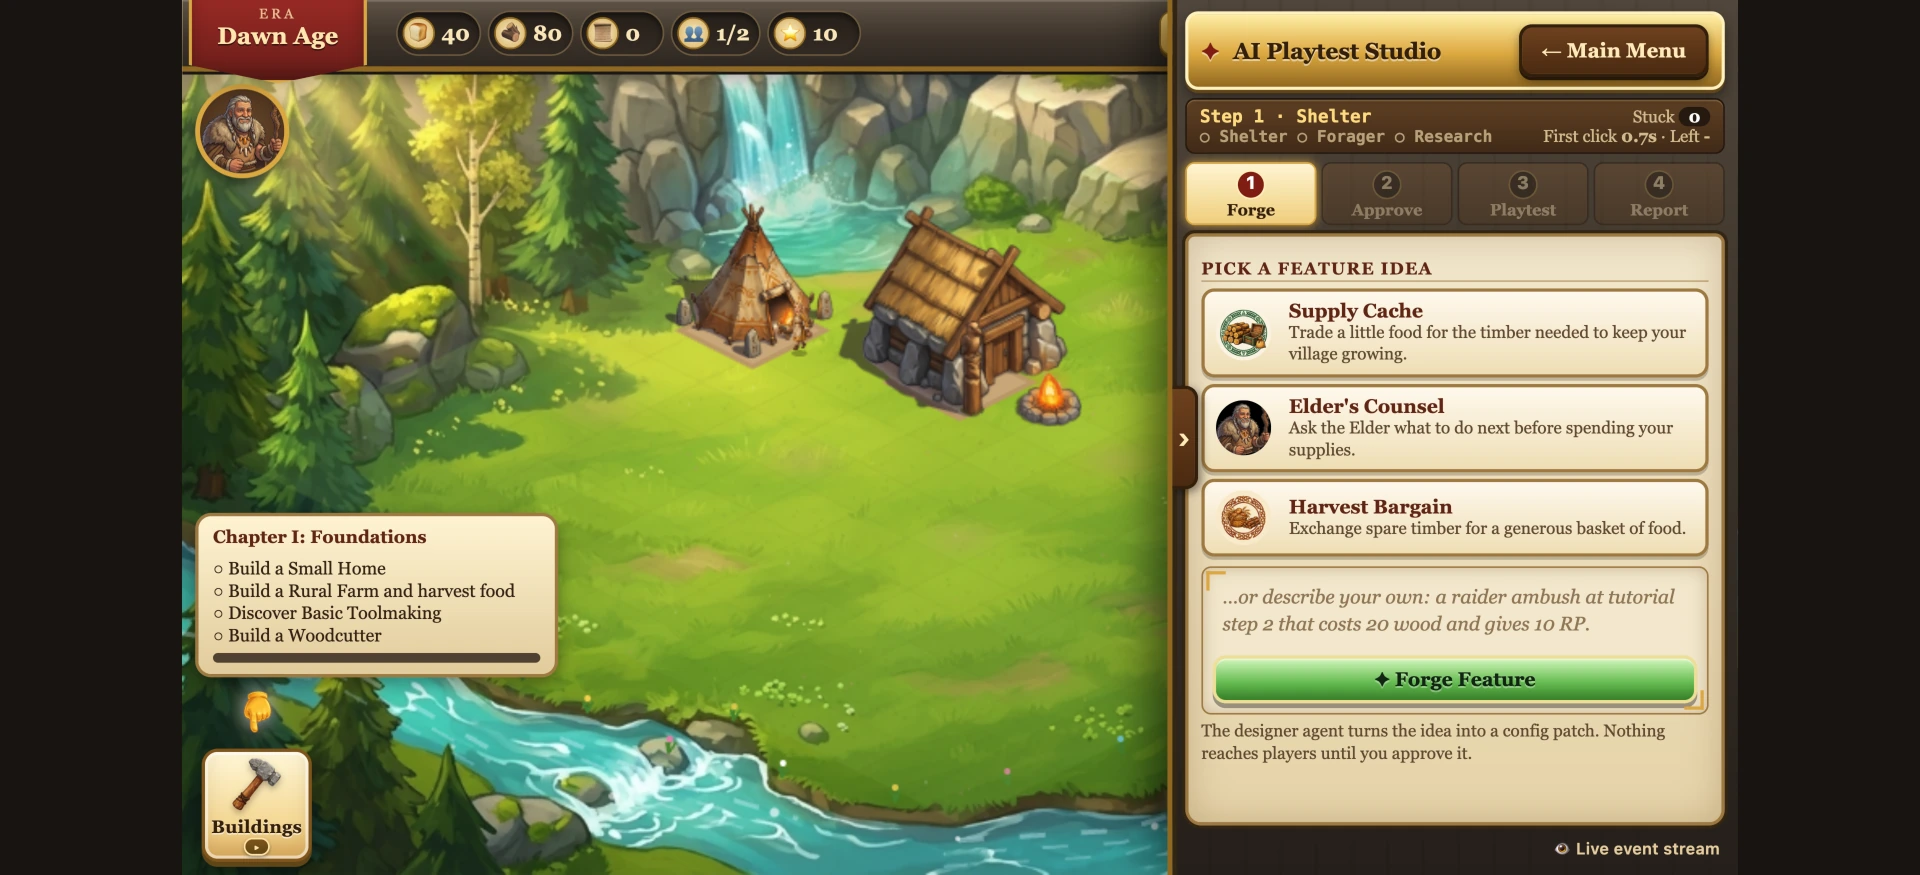 ERA
Dawn Age
40
80
0
1/2
10
Chapter I: Foundations
○ Build a Small Home
○ Build a Rural Farm and harvest food
○ Discover Basic Toolmaking
○ Build a Woodcutter
Buildings
✦ AI Playtest Studio
← Main Menu
Step 1 · Shelter
Stuck 0
○ Shelter ○ Forager ○ Research
First click 0.7s · Left -
1
Forge
2
Approve
3
Playtest
4
Report
PICK A FEATURE IDEA
Supply Cache
Trade a little food for the timber needed to keep your
village growing.
Elder's Counsel
Ask the Elder what to do next before spending your
supplies.
Harvest Bargain
Exchange spare timber for a generous basket of food.
...or describe your own: a raider ambush at tutorial
step 2 that costs 20 wood and gives 10 RP.
✦ Forge Feature
The designer agent turns the idea into a config patch. Nothing
reaches players until you approve it.
Live event stream